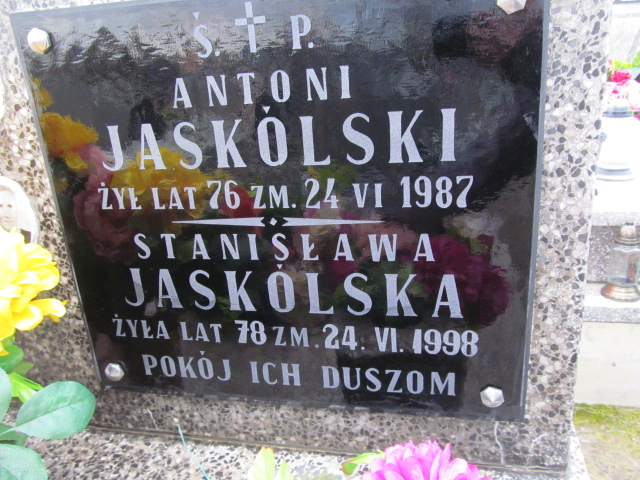 Ś. P.
ANTONI
JASKÓLSKI
ŻYŁ LAT 76 ZM. 24 VI 1987
STANISŁAWA
JASKÓLSKA
ŻYŁA LAT 78 ZM. 24. VI. 1998
POKÓJ ICH DUSZOM